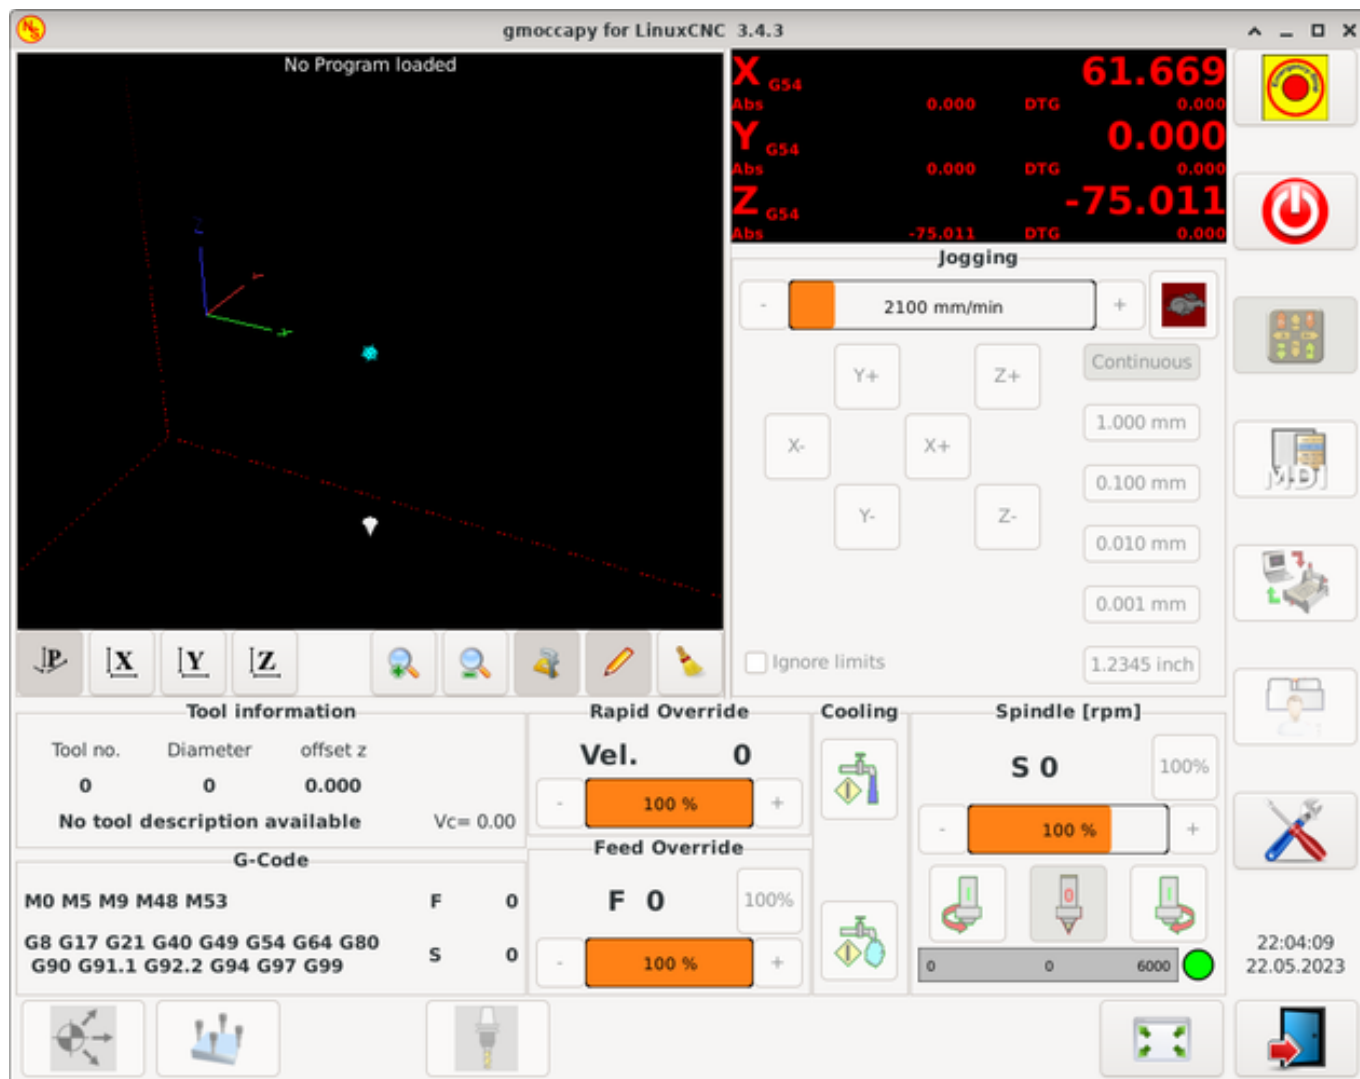 gmoccapy for LinuxCNC 3.4.3
No Program loaded
X G54 61.669
Abs 0.000 DTG 0.000
Y G54 0.000
Abs 0.000 DTG 0.000
Z G54 -75.011
Abs -75.011 DTG 0.000
Jogging
- 2100 mm/min +
Y+ Z+ Continuous
1.000 mm
X- X+
0.100 mm
Y- Z-
0.010 mm
0.001 mm
Ignore limits 1.2345 inch
MDI
P X Y Z
Tool information
Tool no. Diameter offset z
0 0 0.000
No tool description available Vc= 0.00
G-Code
M0 M5 M9 M48 M53 F 0
G8 G17 G21 G40 G49 G54 G64 G80
G90 G91.1 G92.2 G94 G97 G99 S 0
Rapid Override
Vel. 0
- 100 % +
Feed Override
F 0 100%
- 100 % +
Cooling
Spindle [rpm]
S 0 100%
- 100 % +
I 0 I
0 0 6000
22:04:09
22.05.2023